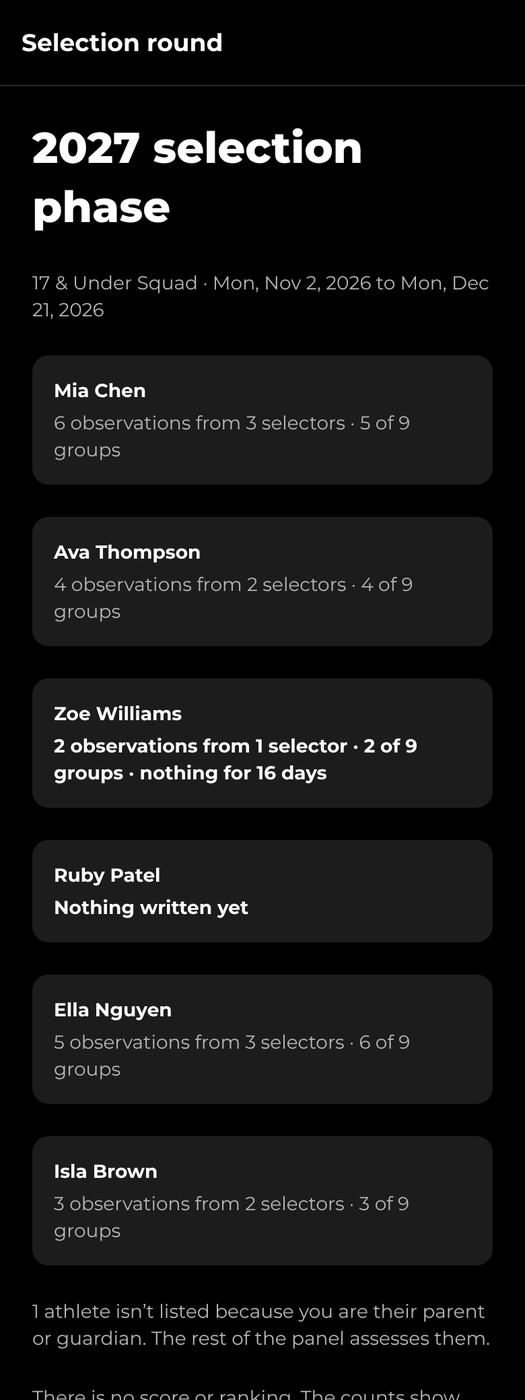 Selection round
2027 selection
phase
17 & Under Squad · Mon, Nov 2, 2026 to Mon, Dec
21, 2026
Mia Chen
6 observations from 3 selectors · 5 of 9
groups
Ava Thompson
4 observations from 2 selectors · 4 of 9
groups
Zoe Williams
2 observations from 1 selector · 2 of 9
groups · nothing for 16 days
Ruby Patel
Nothing written yet
Ella Nguyen
5 observations from 3 selectors · 6 of 9
groups
Isla Brown
3 observations from 2 selectors · 3 of 9
groups
1 athlete isn’t listed because you are their parent
or guardian. The rest of the panel assesses them.
There is no score or ranking. The counts show